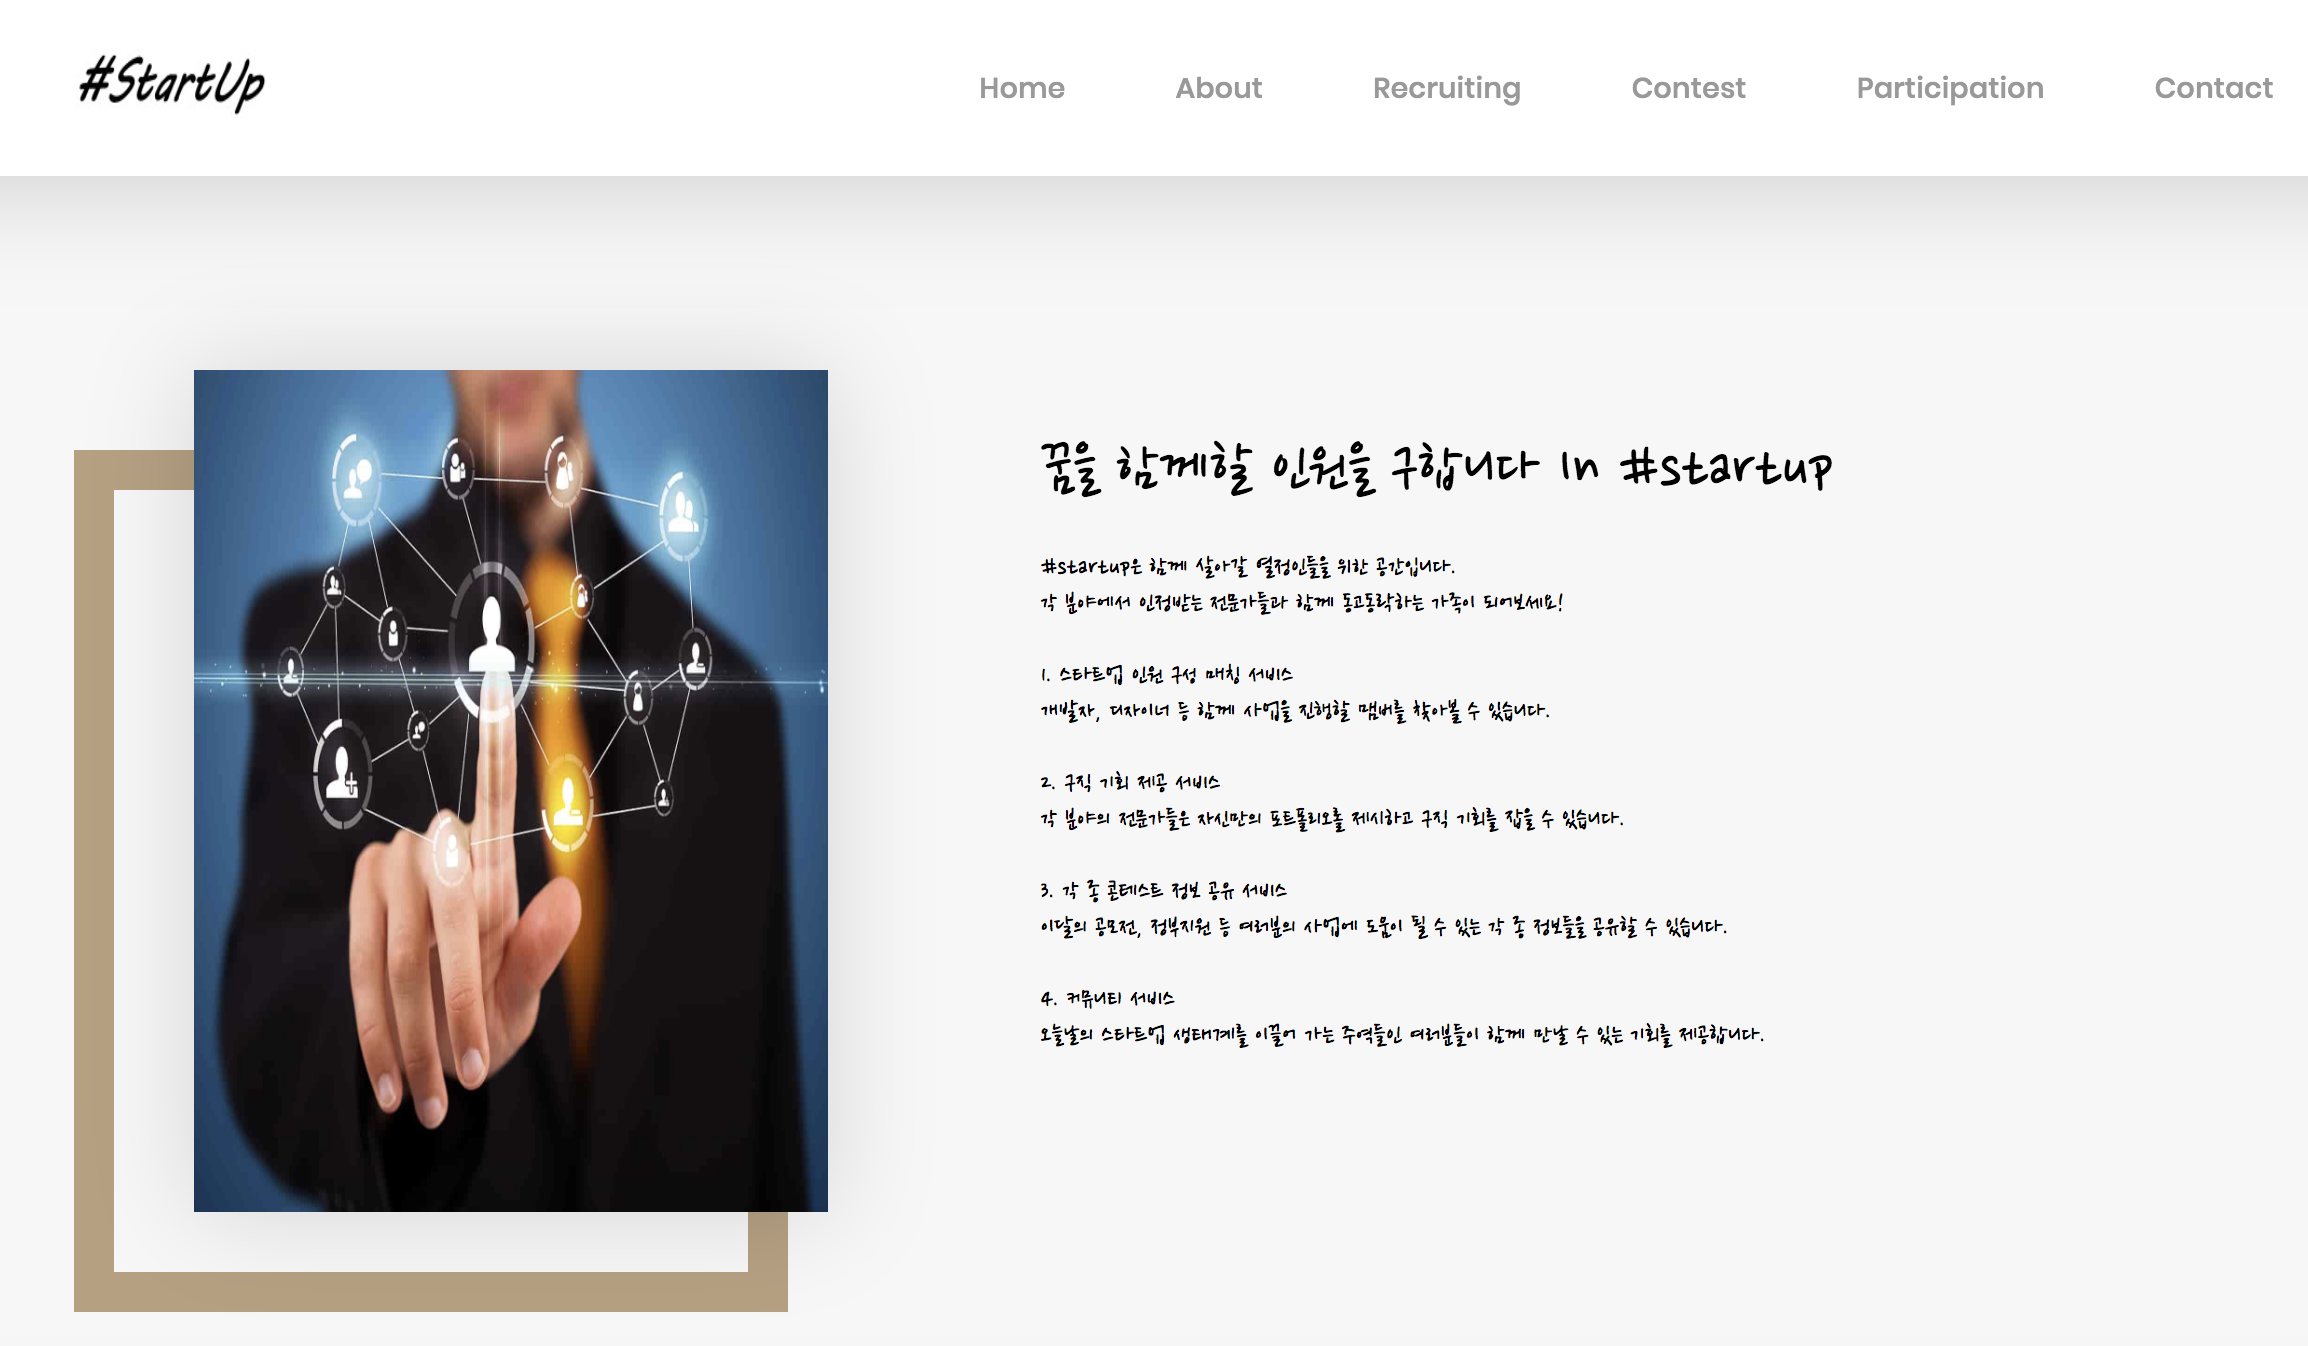 #StartUp
Home About Recruiting Contest Participation Contact
꿈을 함께할 인원을 구합니다 In #startup
#startup은 함께 살아갈 열정인들을 위한 공간입니다.
각 분야에서 인정받는 전문가들과 함께 동고동락하는 가족이 되어보세요!
1. 스타트업 인원 구성 매칭 서비스
개발자, 디자이너 등 함께 사업을 진행할 맴버를 찾아볼 수 있습니다.
2. 구직 기회 제공 서비스
각 분야의 전문가들은 자신만의 포트폴리오를 제시하고 구직 기회를 잡을 수 있습니다.
3. 각 종 콘테스트 정보 공유 서비스
이달의 공모전, 정부지원 등 여러분의 사업에 도움이 될 수 있는 각 종 정보들을 공유할 수 있습니다.
4. 커뮤니티 서비스
오늘날의 스타트업 생태계를 이끌어 가는 주역들인 여러분들이 함께 만날 수 있는 기회를 제공합니다.